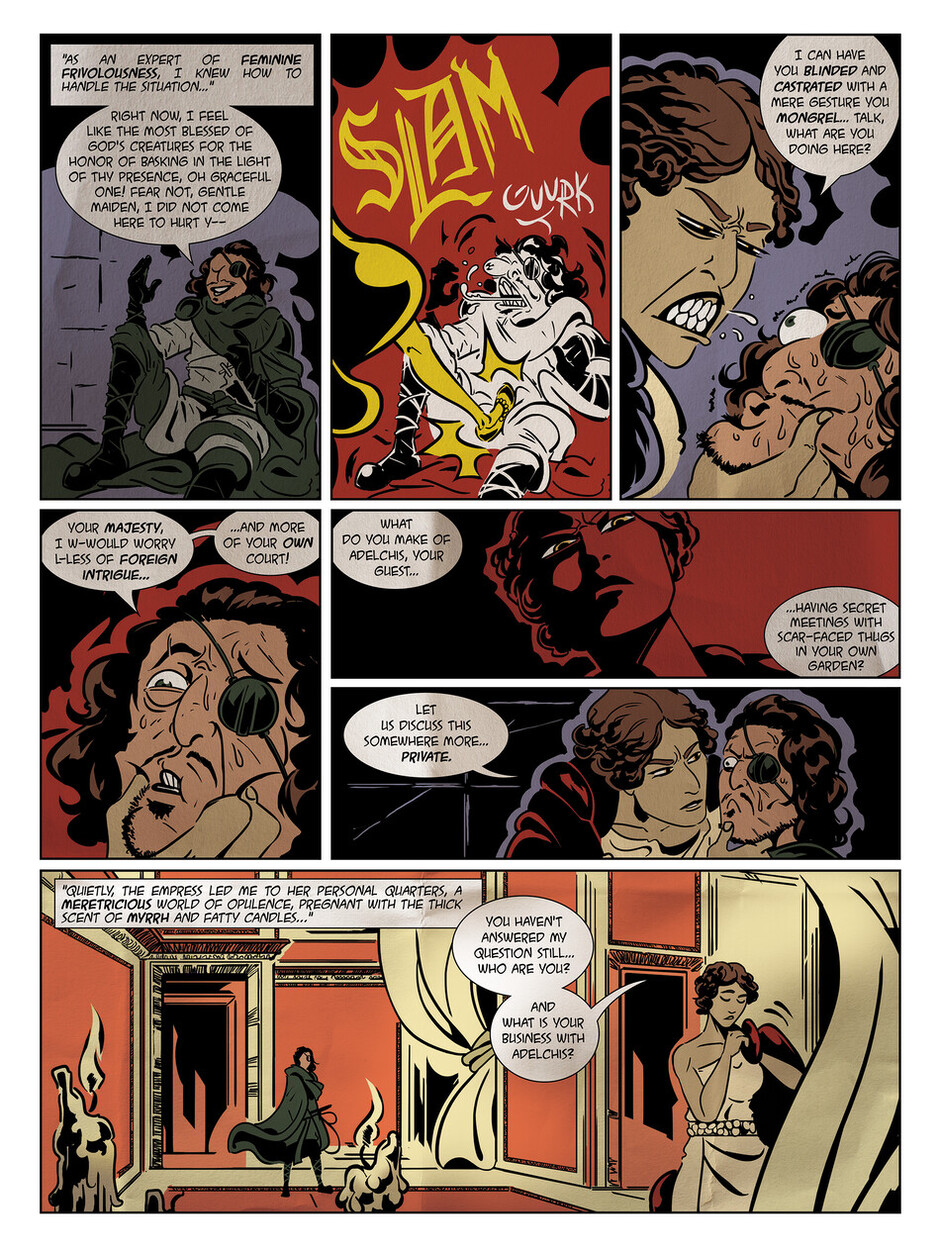 "AS AN EXPERT OF FEMININE
FRIVOLOUSNESS, I KNEW HOW TO
HANDLE THE SITUATION..."
RIGHT NOW, I FEEL
LIKE THE MOST BLESSED OF
GOD'S CREATURES FOR THE
HONOR OF BASKING IN THE LIGHT
OF THY PRESENCE, OH GRACEFUL
ONE! FEAR NOT, GENTLE
MAIDEN, I DID NOT COME
HERE TO HURT Y--
SLAM
GUURK
I CAN HAVE
YOU BLINDED AND
CASTRATED WITH A
MERE GESTURE YOU
MONGREL... TALK,
WHAT ARE YOU
DOING HERE?
YOUR MAJESTY,
I W-WOULD WORRY
L-LESS OF FOREIGN
INTRIGUE...
...AND MORE
OF YOUR OWN
COURT!
WHAT
DO YOU MAKE OF
ADELCHIS, YOUR
GUEST...
...HAVING SECRET
MEETINGS WITH
SCAR-FACED THUGS
IN YOUR OWN
GARDEN?
LET
US DISCUSS THIS
SOMEWHERE MORE...
PRIVATE.
"QUIETLY, THE EMPRESS LED ME TO HER PERSONAL QUARTERS, A
MERETRICIOUS WORLD OF OPULENCE, PREGNANT WITH THE THICK
SCENT OF MYRRH AND FATTY CANDLES..."
YOU HAVEN'T
ANSWERED MY
QUESTION STILL...
WHO ARE YOU?
AND
WHAT IS YOUR
BUSINESS WITH
ADELCHIS?